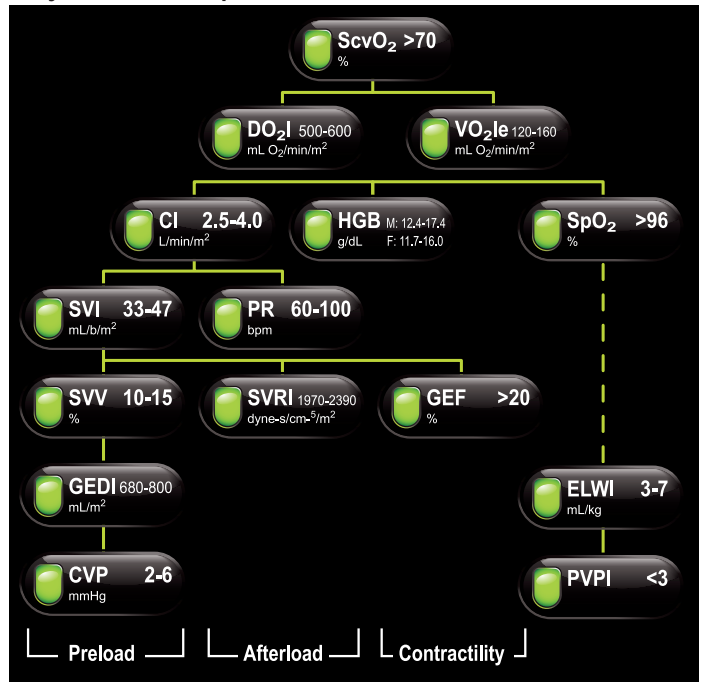 ScvO₂ >70
%
DO₂I 500-600
mL O₂/min/m²
VO₂Ie 120-160
mL O₂/min/m²
CI 2.5-4.0
L/min/m²
HGB M: 12.4-17.4
g/dL F: 11.7-16.0
SpO₂ >96
%
SVI 33-47
mL/b/m²
PR 60-100
bpm
SVV 10-15
%
SVRI 1970-2390
dyne-s/cm-⁵/m²
GEF >20
%
GEDI 680-800
mL/m²
ELWI 3-7
mL/kg
CVP 2-6
mmHg
PVPI <3
Preload
Afterload
Contractility